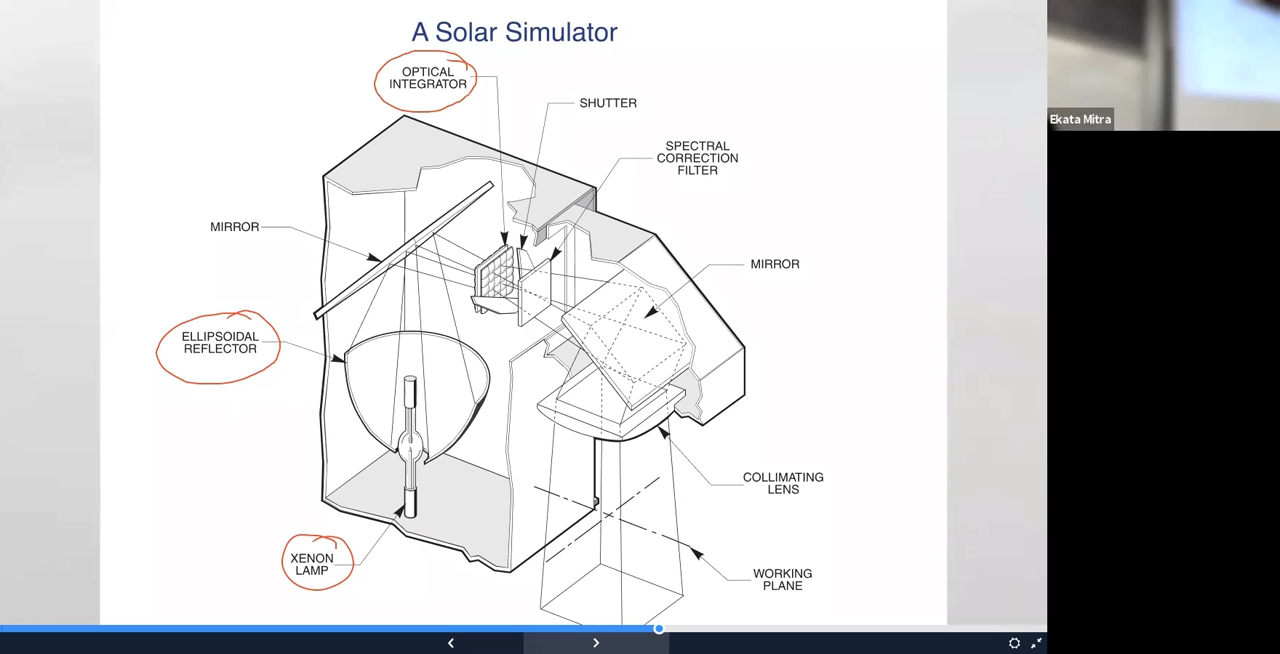 A Solar Simulator
OPTICAL
INTEGRATOR
SHUTTER
SPECTRAL
CORRECTION
FILTER
MIRROR
MIRROR
ELLIPSOIDAL
REFLECTOR
COLLIMATING
LENS
XENON
LAMP
WORKING
PLANE
Ekata Mitra